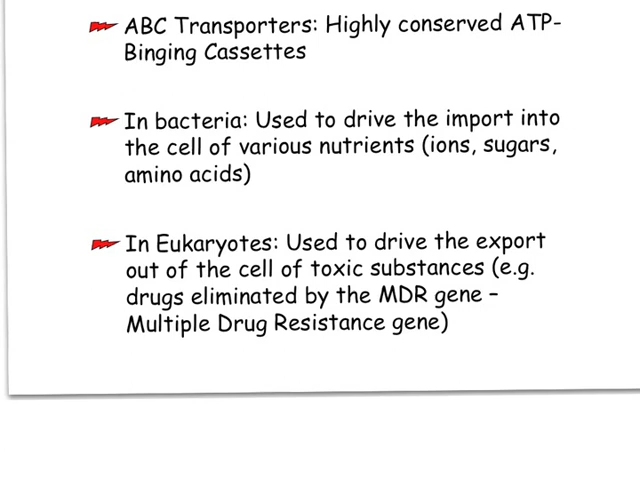 ABC Transporters: Highly conserved ATP-
Binging Cassettes
In bacteria: Used to drive the import into
the cell of various nutrients (ions, sugars,
amino acids)
In Eukaryotes: Used to drive the export
out of the cell of toxic substances (e.g.
drugs eliminated by the MDR gene –
Multiple Drug Resistance gene)